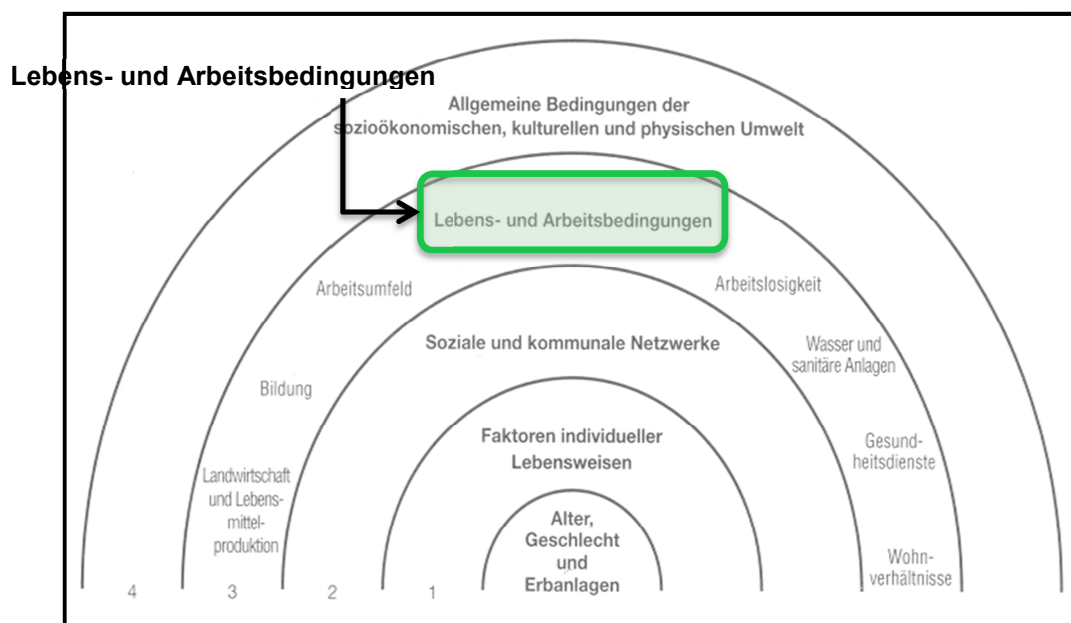 Lebens- und Arbeitsbedingungen
Allgemeine Bedingungen der
sozioökonomischen, kulturellen und physischen Umwelt
Lebens- und Arbeitsbedingungen
Arbeitsumfeld
Arbeitslosigkeit
Soziale und kommunale Netzwerke
Wasser und
sanitäre Anlagen
Bildung
Faktoren individueller
Lebensweisen
Gesund-
heitsdienste
Landwirtschaft
und Lebens-
mittel-
produktion
Alter,
Geschlecht
und
Erbanlagen
Wohn-
verhältnisse
4
3
2
1